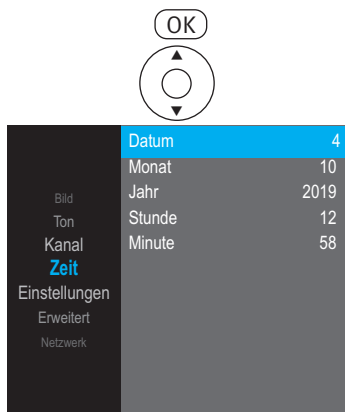 OK
Bild
Ton
Kanal
Zeit
Einstellungen
Erweitert
Netzwerk
Datum 4
Monat 10
Jahr 2019
Stunde 12
Minute 58